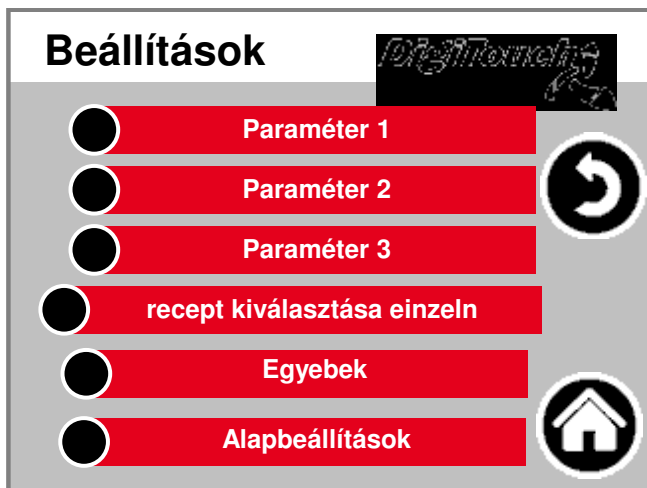 Beállítások
DigiTouch
Paraméter 1
Paraméter 2
Paraméter 3
recept kiválasztása einzeln
Egyebek
Alapbeállítások